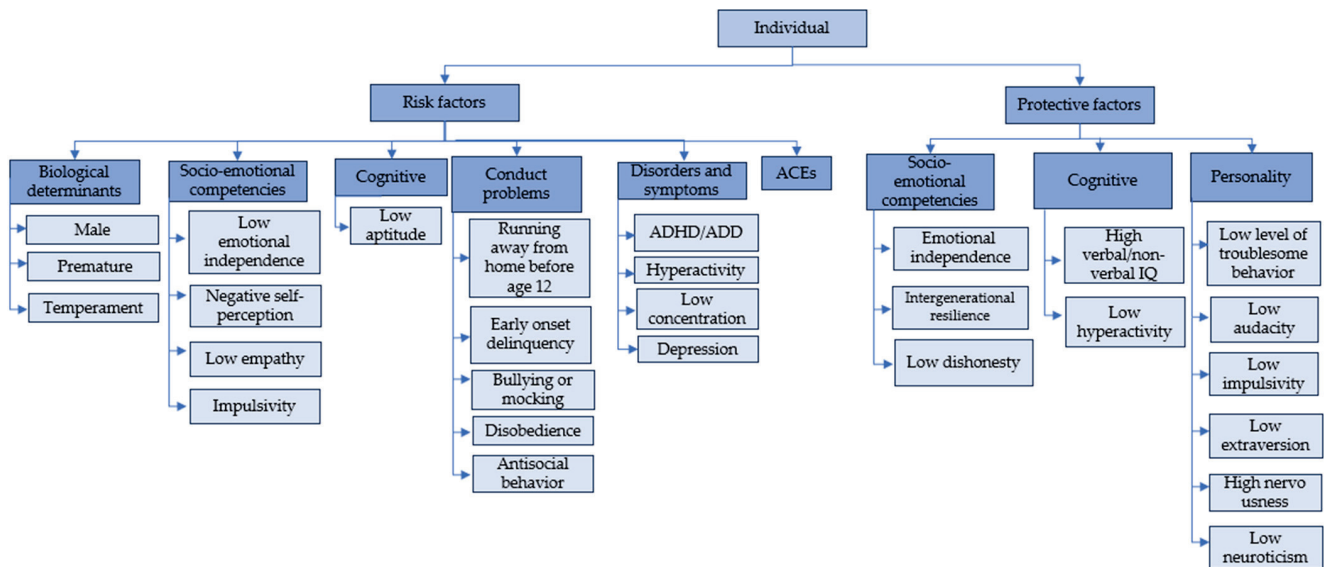 Individual
Risk factors
Protective factors
Biological
determinants
Male
Premature
Temperament
Socio-emotional
competencies
Low
emotional
independence
Negative self-
perception
Low empathy
Impulsivity
Cognitive
Low
aptitude
Conduct
problems
Running
away from
home before
age 12
Early onset
delinquency
Bullying or
mocking
Disobedience
Antisocial
behavior
Disorders and
symptoms
ADHD/ADD
Hyperactivity
Low
concentration
Depression
ACEs
Socio-
emotional
competencies
Emotional
independence
Intergenerational
resilience
Low dishonesty
Cognitive
High
verbal/non-
verbal IQ
Low
hyperactivity
Personality
Low level of
troublesome
behavior
Low
audacity
Low
impulsivity
Low
extraversion
High nervo
usness
Low
neuroticism